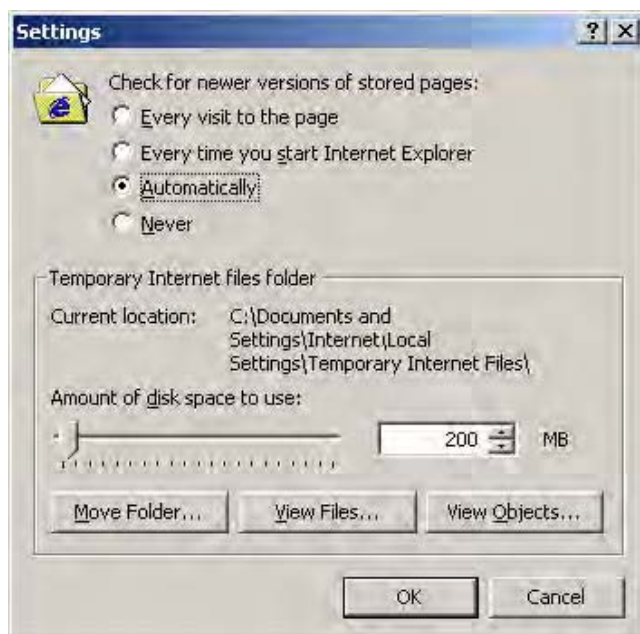 Settings
Check for newer versions of stored pages:
Every visit to the page
Every time you start Internet Explorer
Automatically
Never
Temporary Internet files folder
Current location: C:\Documents and
Settings\Internet\Local
Settings\Temporary Internet Files\
Amount of disk space to use:
200 MB
Move Folder... View Files... View Objects...
OK Cancel